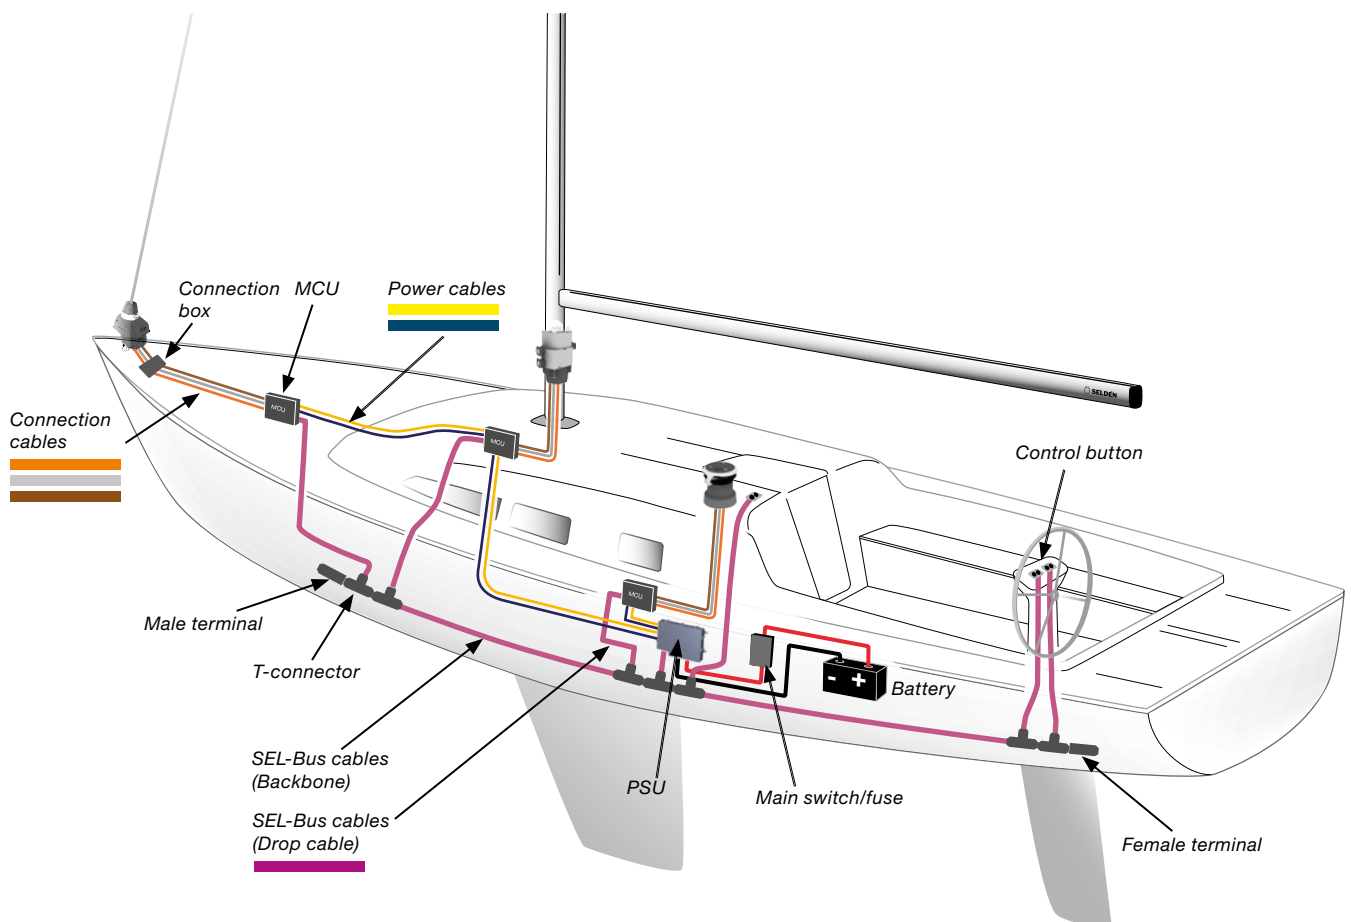 Connection
box
MCU
Power cables
SELDÉN
Connection
cables
MCU
MCU
Control button
MCU
Male terminal
T-connector
- +
Battery
SEL-Bus cables
(Backbone)
PSU
Main switch/fuse
SEL-Bus cables
(Drop cable)
Female terminal